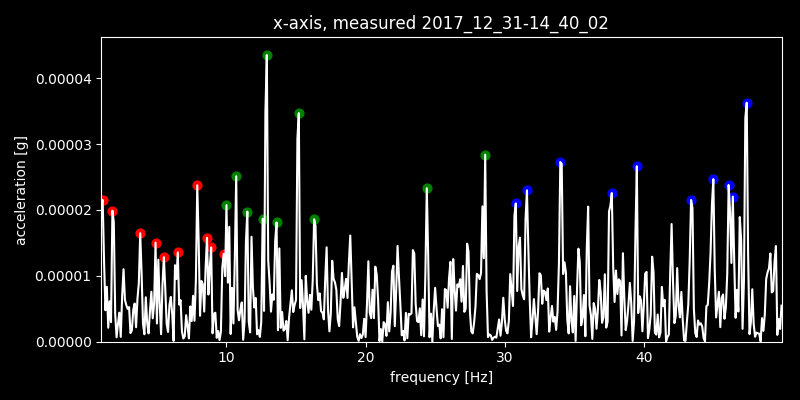 x-axis, measured 2017_12_31-14_40_02
0.00004
0.00003
0.00002
0.00001
0.00000
acceleration [g]
10 20 30 40
frequency [Hz]